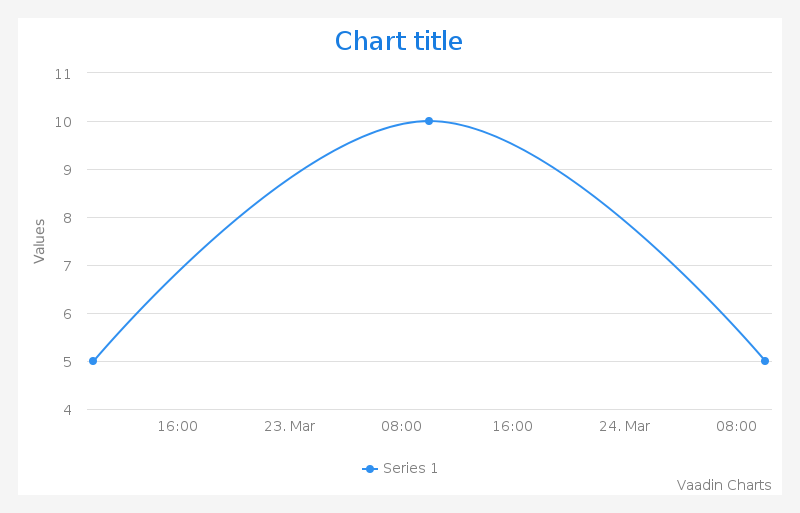 Chart title
11
10
9
8
7
6
5
4
Values
16:00 23. Mar 08:00 16:00 24. Mar 08:00
Series 1
Vaadin Charts